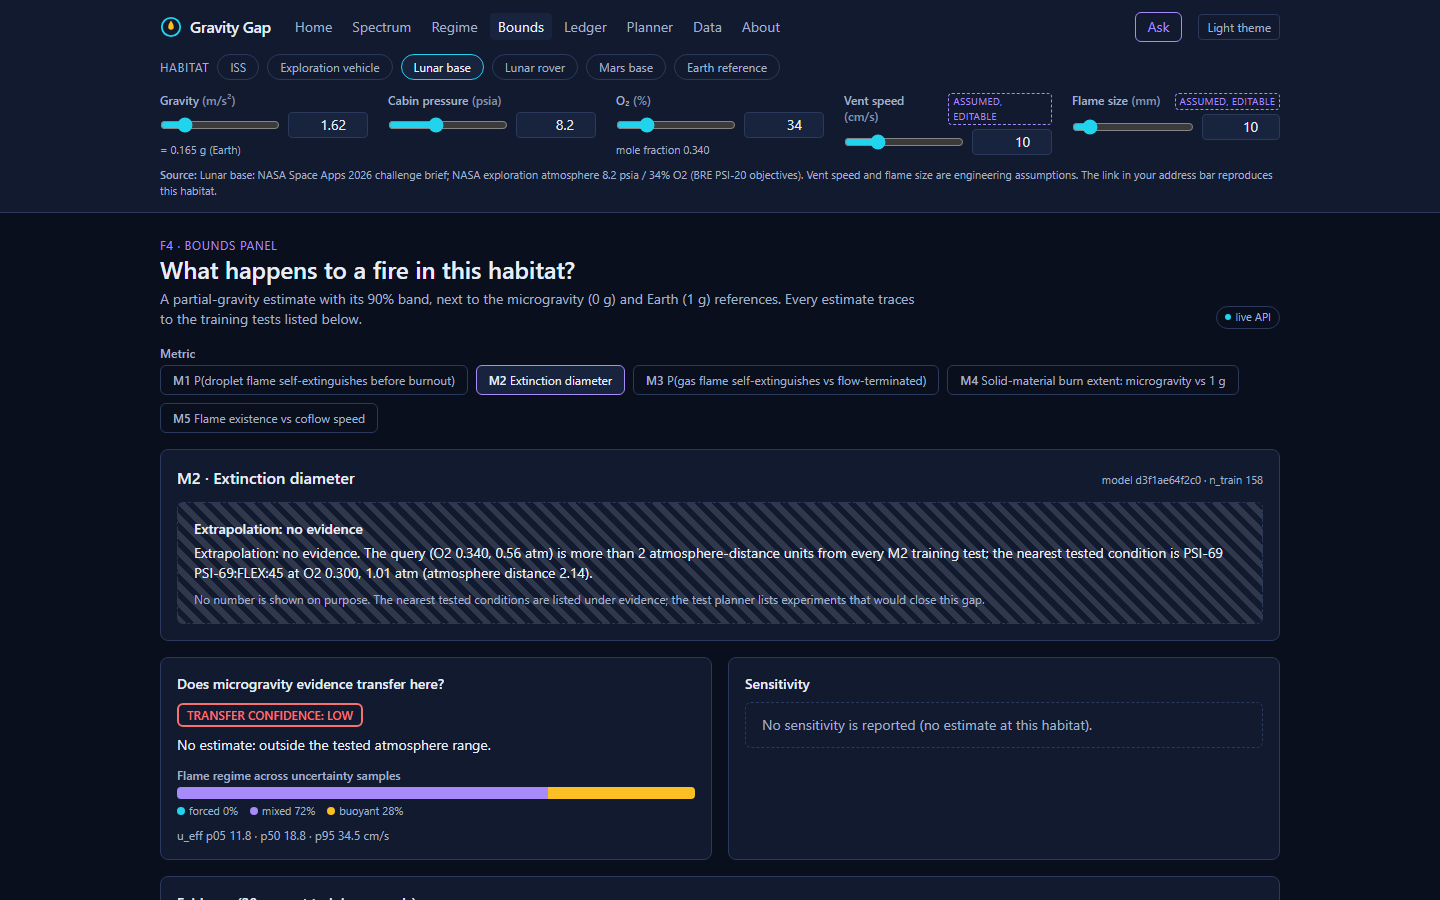 Gravity Gap Home Spectrum Regime Bounds Ledger Planner Data About Ask Light theme
HABITAT ISS Exploration vehicle Lunar base Lunar rover Mars base Earth reference
Gravity (m/s²)
1.62
= 0.165 g (Earth)
Cabin pressure (psia)
8.2
O₂ (%)
34
mole fraction 0.340
Vent speed
(cm/s)
ASSUMED,
EDITABLE
10
Flame size (mm) ASSUMED, EDITABLE
10
Source: Lunar base: NASA Space Apps 2026 challenge brief; NASA exploration atmosphere 8.2 psia / 34% O2 (BRE PSI-20 objectives). Vent speed and flame size are engineering assumptions. The link in your address bar reproduces
this habitat.
F4 · BOUNDS PANEL
What happens to a fire in this habitat?
A partial-gravity estimate with its 90% band, next to the microgravity (0 g) and Earth (1 g) references. Every estimate traces
to the training tests listed below.
live API
Metric
M1 P(droplet flame self-extinguishes before burnout) M2 Extinction diameter M3 P(gas flame self-extinguishes vs flow-terminated) M4 Solid-material burn extent: microgravity vs 1 g
M5 Flame existence vs coflow speed
M2 · Extinction diameter
model d3f1ae64f2c0 · n_train 158
Extrapolation: no evidence
Extrapolation: no evidence. The query (O2 0.340, 0.56 atm) is more than 2 atmosphere-distance units from every M2 training test; the nearest tested condition is PSI-69
PSI-69:FLEX:45 at O2 0.300, 1.01 atm (atmosphere distance 2.14).
No number is shown on purpose. The nearest tested conditions are listed under evidence; the test planner lists experiments that would close this gap.
Does microgravity evidence transfer here?
TRANSFER CONFIDENCE: LOW
No estimate: outside the tested atmosphere range.
Flame regime across uncertainty samples
forced 0% mixed 72% buoyant 28%
u_eff p05 11.8 · p50 18.8 · p95 34.5 cm/s
Sensitivity
No sensitivity is reported (no estimate at this habitat).